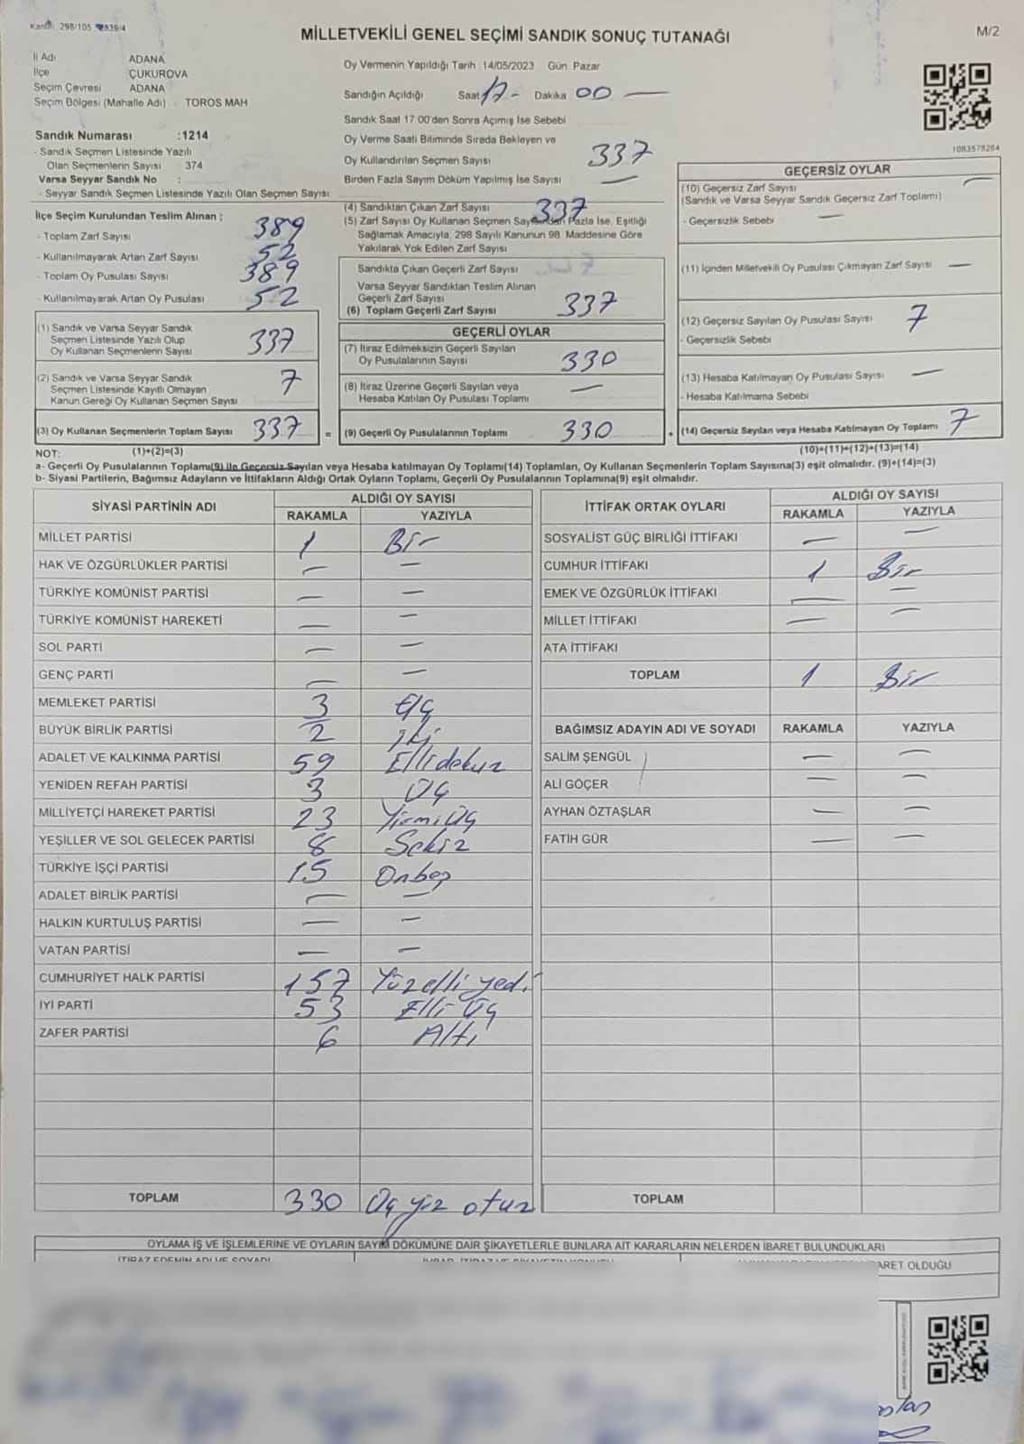 MİLLETVEKİLİ GENEL SEÇİMİ SANDIK SONUÇ TUTANAĞI
M/2
İl Adı ADANA
İlçe ÇUKUROVA
Seçim Çevresi ADANA
Seçim Bölgesi (Mahalle Adı) TOROS MAH
Sandık Numarası :1214
- Sandık Seçmen Listesinde Yazılı
Olan Seçmenlerin Sayısı 374
Varsa Seyyar Sandık No :
- Seyyar Sandık Seçmen Listesinde Yazılı Olan Seçmen Sayısı
Oy Vermenin Yapıldığı Tarih :14/05/2023 Gün: Pazar
Sandığın Açıldığı Saat 17- Dakika 00 —
Sandık Saat 17:00'den Sonra Açımış İse Sebebi
Oy Verme Saati Bitiminde Sırada Bekleyen ve
Oy Kullandırılan Seçmen Sayısı 337
Birden Fazla Sayım Döküm Yapılmış İse Sayısı —
1083578284
İlçe Seçim Kurulundan Teslim Alınan ;
- Toplam Zarf Sayısı 389
- Kullanılmayarak Artan Zarf Sayısı 52
- Toplam Oy Pusulası Sayısı 389
- Kullanılmayarak Artan Oy Pusulası 52
(1) Sandık ve Varsa Seyyar Sandık
Seçmen Listesinde Yazılı Olup
Oy Kullanan Seçmenlerin Sayısı 337
(2) Sandık ve Varsa Seyyar Sandık
Seçmen Listesinde Kayıtlı Olmayan
Kanun Gereği Oy Kullanan Seçmen Sayısı 7
(3) Oy Kullanan Seçmenlerin Toplam Sayısı 337 =
(4) Sandıktan Çıkan Zarf Sayısı 337
(5) Zarf Sayısı Oy Kullanan Seçmen Sayısından Fazla İse, Eşitliği
Sağlamak Amacıyla, 298 Sayılı Kanunun 98. Maddesine Göre
Yakılarak Yok Edilen Zarf Sayısı
Sandıkta Çıkan Geçerli Zarf Sayısı
Varsa Seyyar Sandıktan Teslim Alınan
Geçerli Zarf Sayısı
(6) Toplam Geçerli Zarf Sayısı 337
GEÇERLİ OYLAR
(7) İtiraz Edilmeksizin Geçerli Sayılan
Oy Pusulalarının Sayısı 330
(8) İtiraz Üzerine Geçerli Sayılan veya
Hesaba Katılan Oy Pusulası Toplamı —
(9) Geçerli Oy Pusulalarının Toplamı 330 +
GEÇERSİZ OYLAR
(10) Geçersiz Zarf Sayısı —
(Sandık ve Varsa Seyyar Sandık Geçersiz Zarf Toplamı)
- Geçersizlik Sebebi —
(11) İçinden Milletvekili Oy Pusulası Çıkmayan Zarf Sayısı —
(12) Geçersiz Sayılan Oy Pusulası Sayısı 7
- Geçersizlik Sebebi
(13) Hesaba Katılmayan Oy Pusulası Sayısı —
- Hesaba Katılmama Sebebi
(14) Geçersiz Sayılan veya Hesaba Katılmayan Oy Toplamı 7
NOT: (1)+(2)=(3) (10)+(11)+(12)+(13)=(14)
a- Geçerli Oy Pusulalarının Toplamı(9) ile Geçersiz Sayılan veya Hesaba katılmayan Oy Toplamı(14) Toplamları, Oy Kullanan Seçmenlerin Toplam Sayısına(3) eşit olmalıdır. (9)+(14)=(3)
b- Siyasi Partilerin, Bağımsız Adayların ve İttifakların Aldığı Ortak Oyların Toplamı, Geçerli Oy Pusulalarının Toplamına(9) eşit olmalıdır.
SİYASİ PARTİNİN ADI ALDIĞI OY SAYISI
RAKAMLA YAZIYLA
MİLLET PARTİSİ 1 Bir
HAK VE ÖZGÜRLÜKLER PARTİSİ — —
TÜRKİYE KOMÜNİST PARTİSİ — —
TÜRKİYE KOMÜNİST HAREKETİ — —
SOL PARTİ — —
GENÇ PARTİ — —
MEMLEKET PARTİSİ 3 Üç
BÜYÜK BİRLİK PARTİSİ 2 İki
ADALET VE KALKINMA PARTİSİ 59 Ellidokuz
YENİDEN REFAH PARTİSİ 3 Üç
MİLLİYETÇİ HAREKET PARTİSİ 23 Yirmi Üç
YEŞİLLER VE SOL GELECEK PARTİSİ 8 Sekiz
TÜRKİYE İŞÇİ PARTİSİ 15 Onbeş
ADALET BİRLİK PARTİSİ — —
HALKIN KURTULUŞ PARTİSİ — —
VATAN PARTİSİ — —
CUMHURİYET HALK PARTİSİ 157 Yüzelli yedi
İYİ PARTİ 53 Elli Üç
ZAFER PARTİSİ 6 Altı
TOPLAM 330 Üç yüz otuz
İTTİFAK ORTAK OYLARI ALDIĞI OY SAYISI
RAKAMLA YAZIYLA
SOSYALİST GÜÇ BİRLİĞİ İTTİFAKI — —
CUMHUR İTTİFAKI 1 Bir
EMEK VE ÖZGÜRLÜK İTTİFAKI — —
MİLLET İTTİFAKI — —
ATA İTTİFAKI
TOPLAM 1 Bir
BAĞIMSIZ ADAYIN ADI VE SOYADI RAKAMLA YAZIYLA
SALİM ŞENGÜL — —
ALİ GÖÇER — —
AYHAN ÖZTAŞLAR — —
FATİH GÜR — —
TOPLAM
OYLAMA İŞ VE İŞLEMLERİNE VE OYLARIN SAYIM DÖKÜMÜNE DAİR ŞİKAYETLERLE BUNLARA AİT KARARLARIN NELERDEN İBARET BULUNDUKLARI
İTİRAZ EDENİN ADI VE SOYADI
ARET OLDUĞU